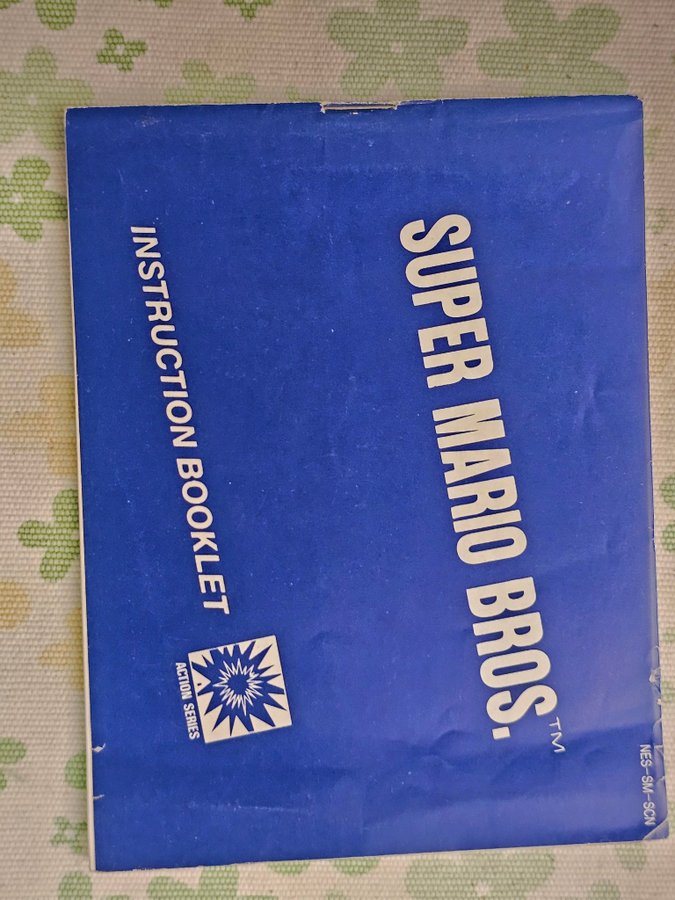 NES-SM-SCN
SUPER MARIO BROS.™
INSTRUCTION BOOKLET
ACTION SERIES